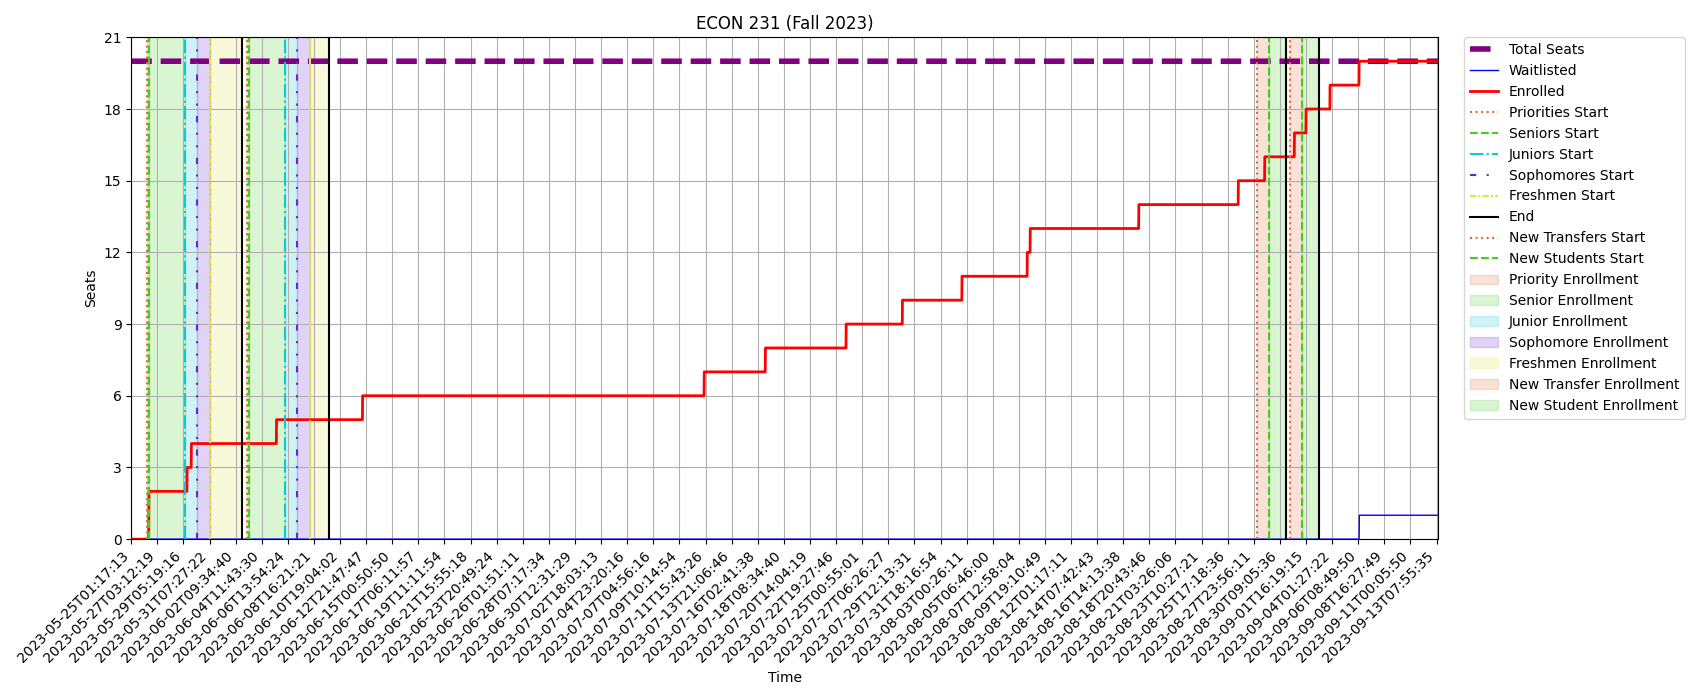 ECON 231 (Fall 2023)
21
18
15
12
9
6
3
0
Seats
2023-05-25T01:17:13
2023-05-27T03:12:19
2023-05-29T05:19:16
2023-05-31T07:27:22
2023-06-02T09:34:40
2023-06-04T11:43:30
2023-06-06T13:54:24
2023-06-08T16:21:21
2023-06-10T19:04:02
2023-06-12T21:47:47
2023-06-15T00:50:50
2023-06-17T06:11:57
2023-06-19T11:11:54
2023-06-21T15:55:18
2023-06-23T20:49:24
2023-06-26T01:51:11
2023-06-28T07:17:34
2023-06-30T12:31:29
2023-07-02T18:03:13
2023-07-04T23:20:16
2023-07-07T04:56:16
2023-07-09T10:14:54
2023-07-11T15:43:26
2023-07-13T21:06:46
2023-07-16T02:41:38
2023-07-18T08:34:40
2023-07-20T14:04:19
2023-07-22T19:27:46
2023-07-25T00:55:01
2023-07-27T06:26:27
2023-07-29T12:13:31
2023-07-31T18:16:54
2023-08-03T00:26:11
2023-08-05T06:46:00
2023-08-07T12:58:04
2023-08-09T19:10:49
2023-08-12T01:17:11
2023-08-14T07:42:43
2023-08-16T14:13:38
2023-08-18T20:43:46
2023-08-21T03:26:06
2023-08-23T10:27:21
2023-08-25T17:18:36
2023-08-27T23:56:11
2023-08-30T09:05:36
2023-09-01T16:19:15
2023-09-04T01:27:22
2023-09-06T08:49:50
2023-09-08T16:27:49
2023-09-11T00:05:50
2023-09-13T07:55:35
Time
Total Seats
Waitlisted
Enrolled
Priorities Start
Seniors Start
Juniors Start
Sophomores Start
Freshmen Start
End
New Transfers Start
New Students Start
Priority Enrollment
Senior Enrollment
Junior Enrollment
Sophomore Enrollment
Freshmen Enrollment
New Transfer Enrollment
New Student Enrollment